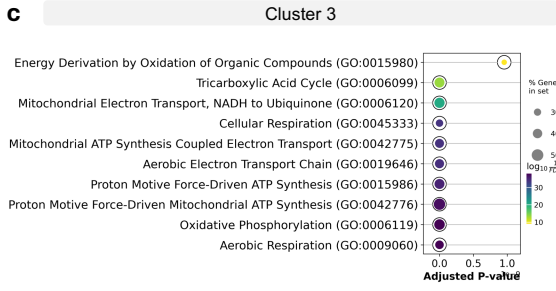 c
Cluster 3
Energy Derivation by Oxidation of Organic Compounds (GO:0015980)
Tricarboxylic Acid Cycle (GO:0006099)
Mitochondrial Electron Transport, NADH to Ubiquinone (GO:0006120)
Cellular Respiration (GO:0045333)
Mitochondrial ATP Synthesis Coupled Electron Transport (GO:0042775)
Aerobic Electron Transport Chain (GO:0019646)
Proton Motive Force-Driven ATP Synthesis (GO:0015986)
Proton Motive Force-Driven Mitochondrial ATP Synthesis (GO:0042776)
Oxidative Phosphorylation (GO:0006119)
Aerobic Respiration (GO:0009060)
0.0 0.5 1.0
Adjusted P-value
% Gene
in set
log10
30
20
10